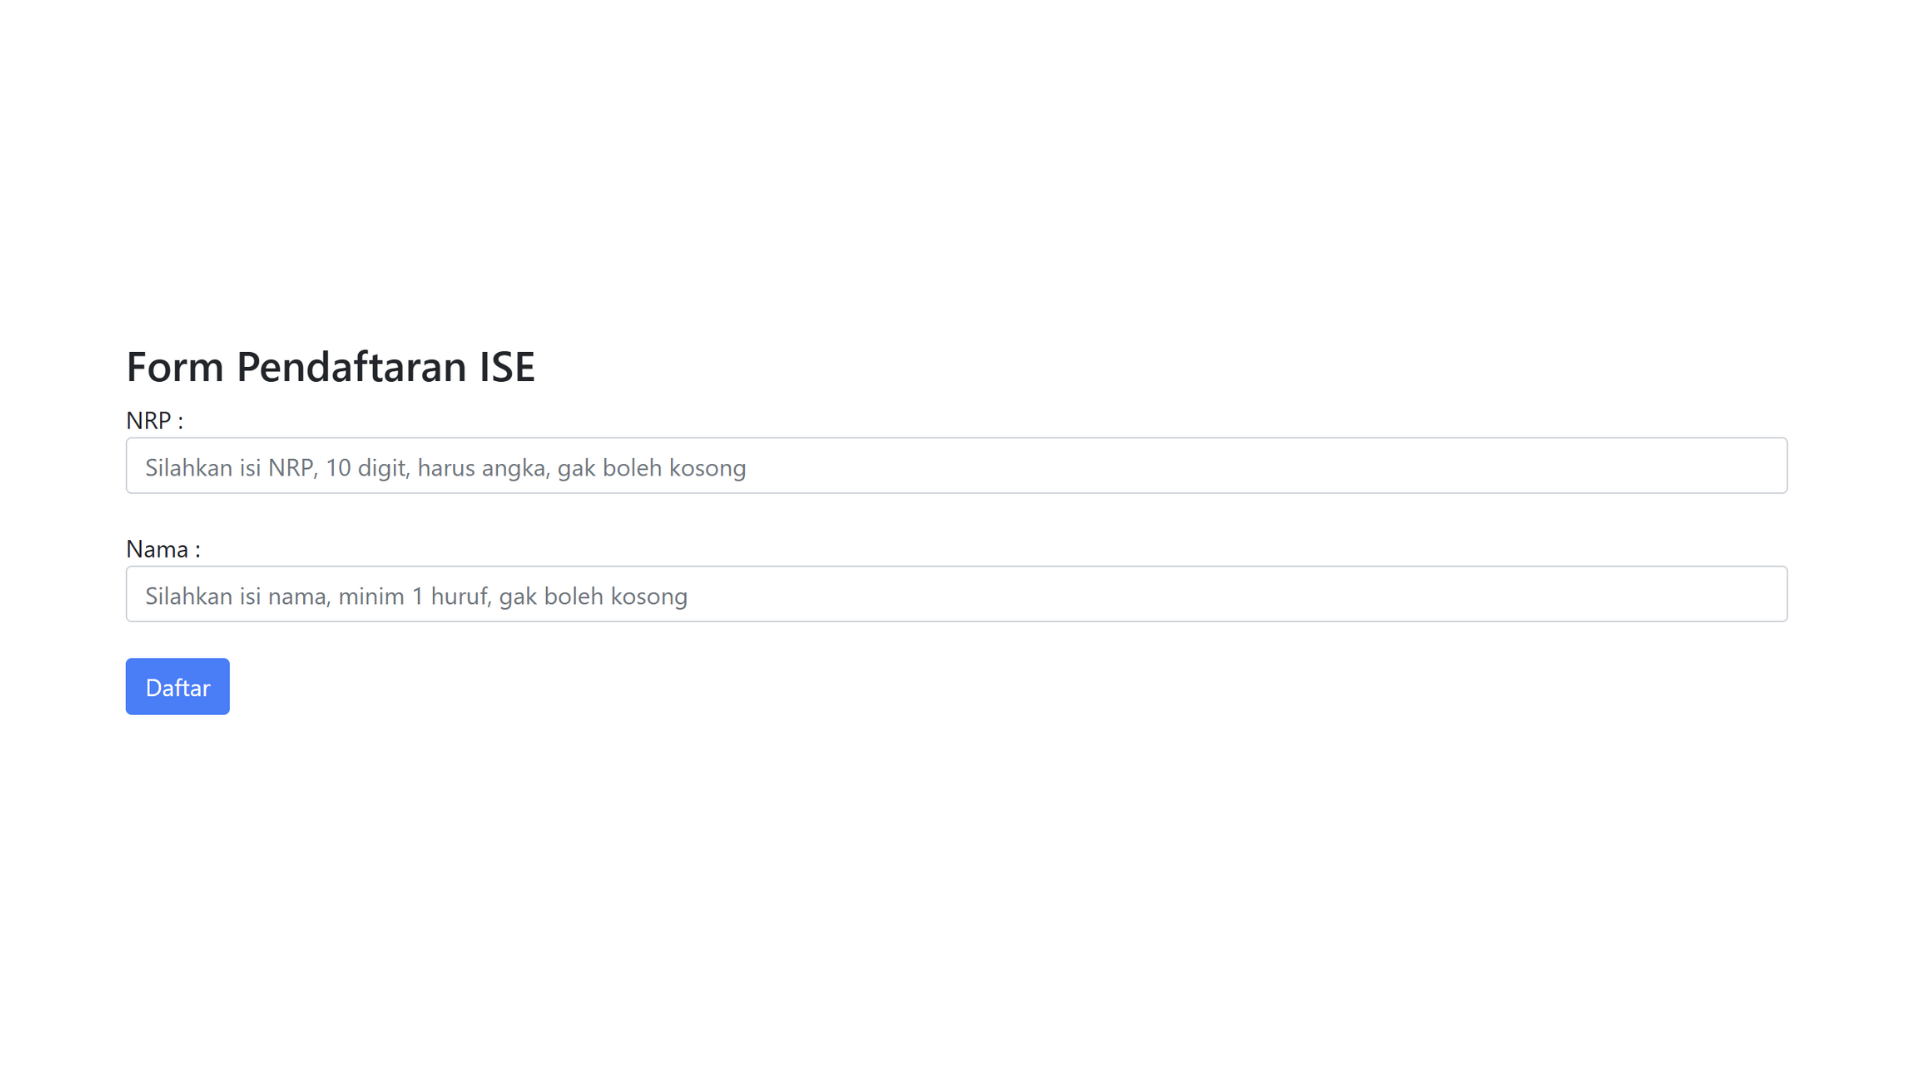 Form Pendaftaran ISE
NRP :
Silahkan isi NRP, 10 digit, harus angka, gak boleh kosong
Nama :
Silahkan isi nama, minim 1 huruf, gak boleh kosong
Daftar